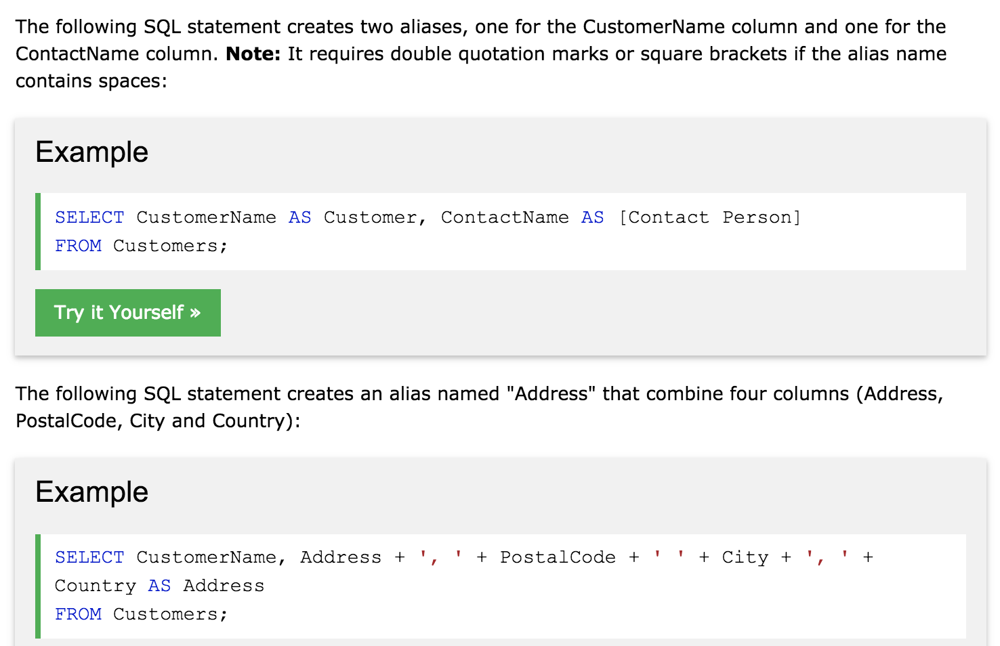 The following SQL statement creates two aliases, one for the CustomerName column and one for the
ContactName column. Note: It requires double quotation marks or square brackets if the alias name
contains spaces:
Example
SELECT CustomerName AS Customer, ContactName AS [Contact Person]
FROM Customers;
Try it Yourself »
The following SQL statement creates an alias named "Address" that combine four columns (Address,
PostalCode, City and Country):
Example
SELECT CustomerName, Address + ', ' + PostalCode + ' ' + City + ', ' +
Country AS Address
FROM Customers;